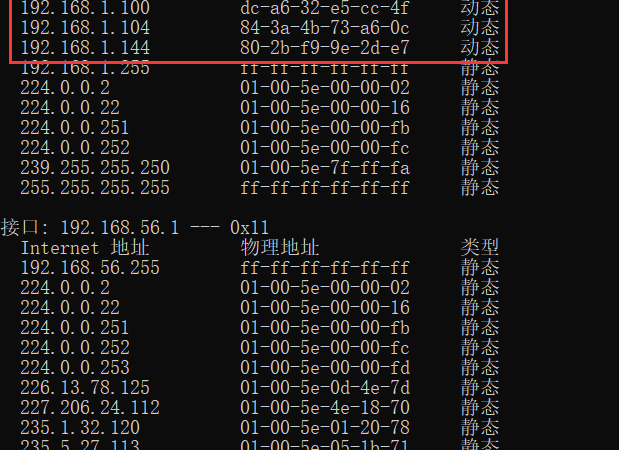 192.168.1.100 dc-a6-32-e5-cc-4f 动态
192.168.1.104 84-3a-4b-73-a6-0c 动态
192.168.1.144 80-2b-f9-9e-2d-e7 动态
192.168.1.255 ff-ff-ff-ff-ff-ff 静态
224.0.0.2 01-00-5e-00-00-02 静态
224.0.0.22 01-00-5e-00-00-16 静态
224.0.0.251 01-00-5e-00-00-fb 静态
224.0.0.252 01-00-5e-00-00-fc 静态
239.255.255.250 01-00-5e-7f-ff-fa 静态
255.255.255.255 ff-ff-ff-ff-ff-ff 静态
接口: 192.168.56.1 --- 0x11
Internet 地址 物理地址 类型
192.168.56.255 ff-ff-ff-ff-ff-ff 静态
224.0.0.2 01-00-5e-00-00-02 静态
224.0.0.22 01-00-5e-00-00-16 静态
224.0.0.251 01-00-5e-00-00-fb 静态
224.0.0.252 01-00-5e-00-00-fc 静态
224.0.0.253 01-00-5e-00-00-fd 静态
226.13.78.125 01-00-5e-0d-4e-7d 静态
227.206.24.112 01-00-5e-4e-18-70 静态
235.1.32.120 01-00-5e-01-20-78 静态
235.5.27.113 01-00-5e-05-1b-71 静态